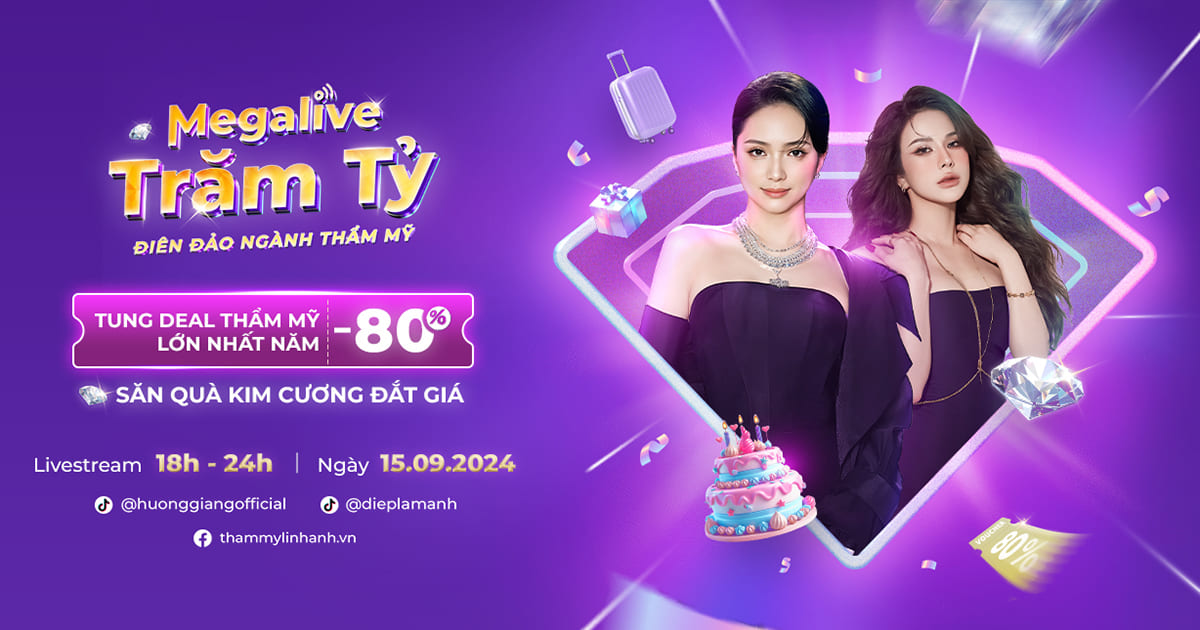 Megalive
Trăm Tỷ
ĐIÊN ĐẢO NGÀNH THẨM MỸ
TUNG DEAL THẨM MỸ
LỚN NHẤT NĂM
-80%
SĂN QUÀ KIM CƯƠNG ĐẮT GIÁ
Livestream 18h - 24h | Ngày 15.09.2024
@huonggiangofficial @dieplamanh
thammylinhanh.vn
VOUCHER
80%